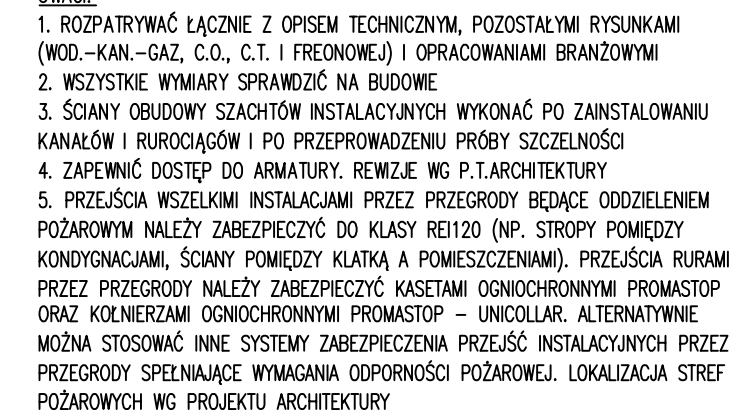 1. ROZPATRYWAĆ ŁĄCZNIE Z OPISEM TECHNICZNYM, POZOSTAŁYMI RYSUNKAMI
(WOD.-KAN.-GAZ, C.O., C.T. I FREONOWEJ) I OPRACOWANIAMI BRANŻOWYMI
2. WSZYSTKIE WYMIARY SPRAWDZIĆ NA BUDOWIE
3. ŚCIANY OBUDOWY SZACHTÓW INSTALACYJNYCH WYKONAĆ PO ZAINSTALOWANIU
KANAŁÓW I RUROCIĄGÓW I PO PRZEPROWADZENIU PRÓBY SZCZELNOŚCI
4. ZAPEWNIĆ DOSTĘP DO ARMATURY. REWIZJE WG P.T.ARCHITEKTURY
5. PRZEJŚCIA WSZELKIMI INSTALACJAMI PRZEZ PRZEGRODY BĘDĄCE ODDZIELENIEM
POŻAROWYM NALEŻY ZABEZPIECZYĆ DO KLASY REI120 (NP. STROPY POMIĘDZY
KONDYGNACJAMI, ŚCIANY POMIĘDZY KLATKĄ A POMIESZCZENIAMI). PRZEJŚCIA RURAMI
PRZEZ PRZEGRODY NALEŻY ZABEZPIECZYĆ KASETAMI OGNIOCHRONNYMI PROMASTOP
ORAZ KOŁNIERZAMI OGNIOCHRONNYMI PROMASTOP - UNICOLLAR. ALTERNATYWNIE
MOŻNA STOSOWAĆ INNE SYSTEMY ZABEZPIECZENIA PRZEJŚĆ INSTALACYJNYCH PRZEZ
PRZEGRODY SPEŁNIAJĄCE WYMAGANIA ODPORNOŚCI POŻAROWEJ. LOKALIZACJA STREF
POŻAROWYCH WG PROJEKTU ARCHITEKTURY